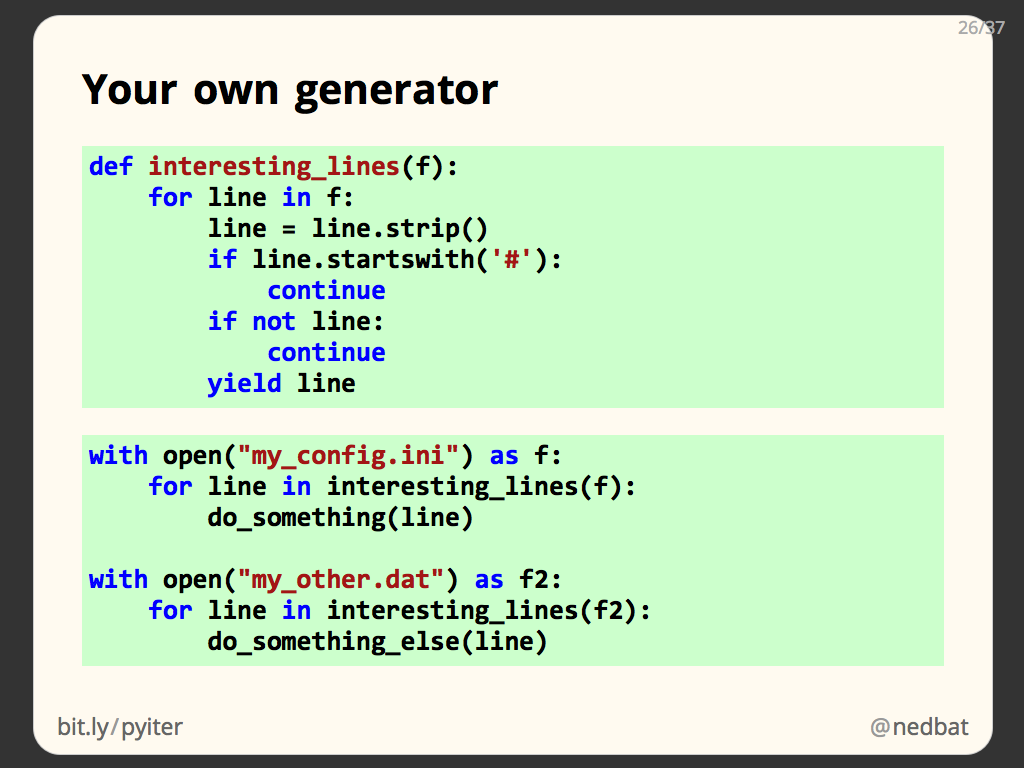 26/37
Your own generator
def interesting_lines(f):
    for line in f:
        line = line.strip()
        if line.startswith('#'):
            continue
        if not line:
            continue
        yield line
with open("my_config.ini") as f:
    for line in interesting_lines(f):
        do_something(line)
with open("my_other.dat") as f2:
    for line in interesting_lines(f2):
        do_something_else(line)
bit.ly/pyiter
@nedbat